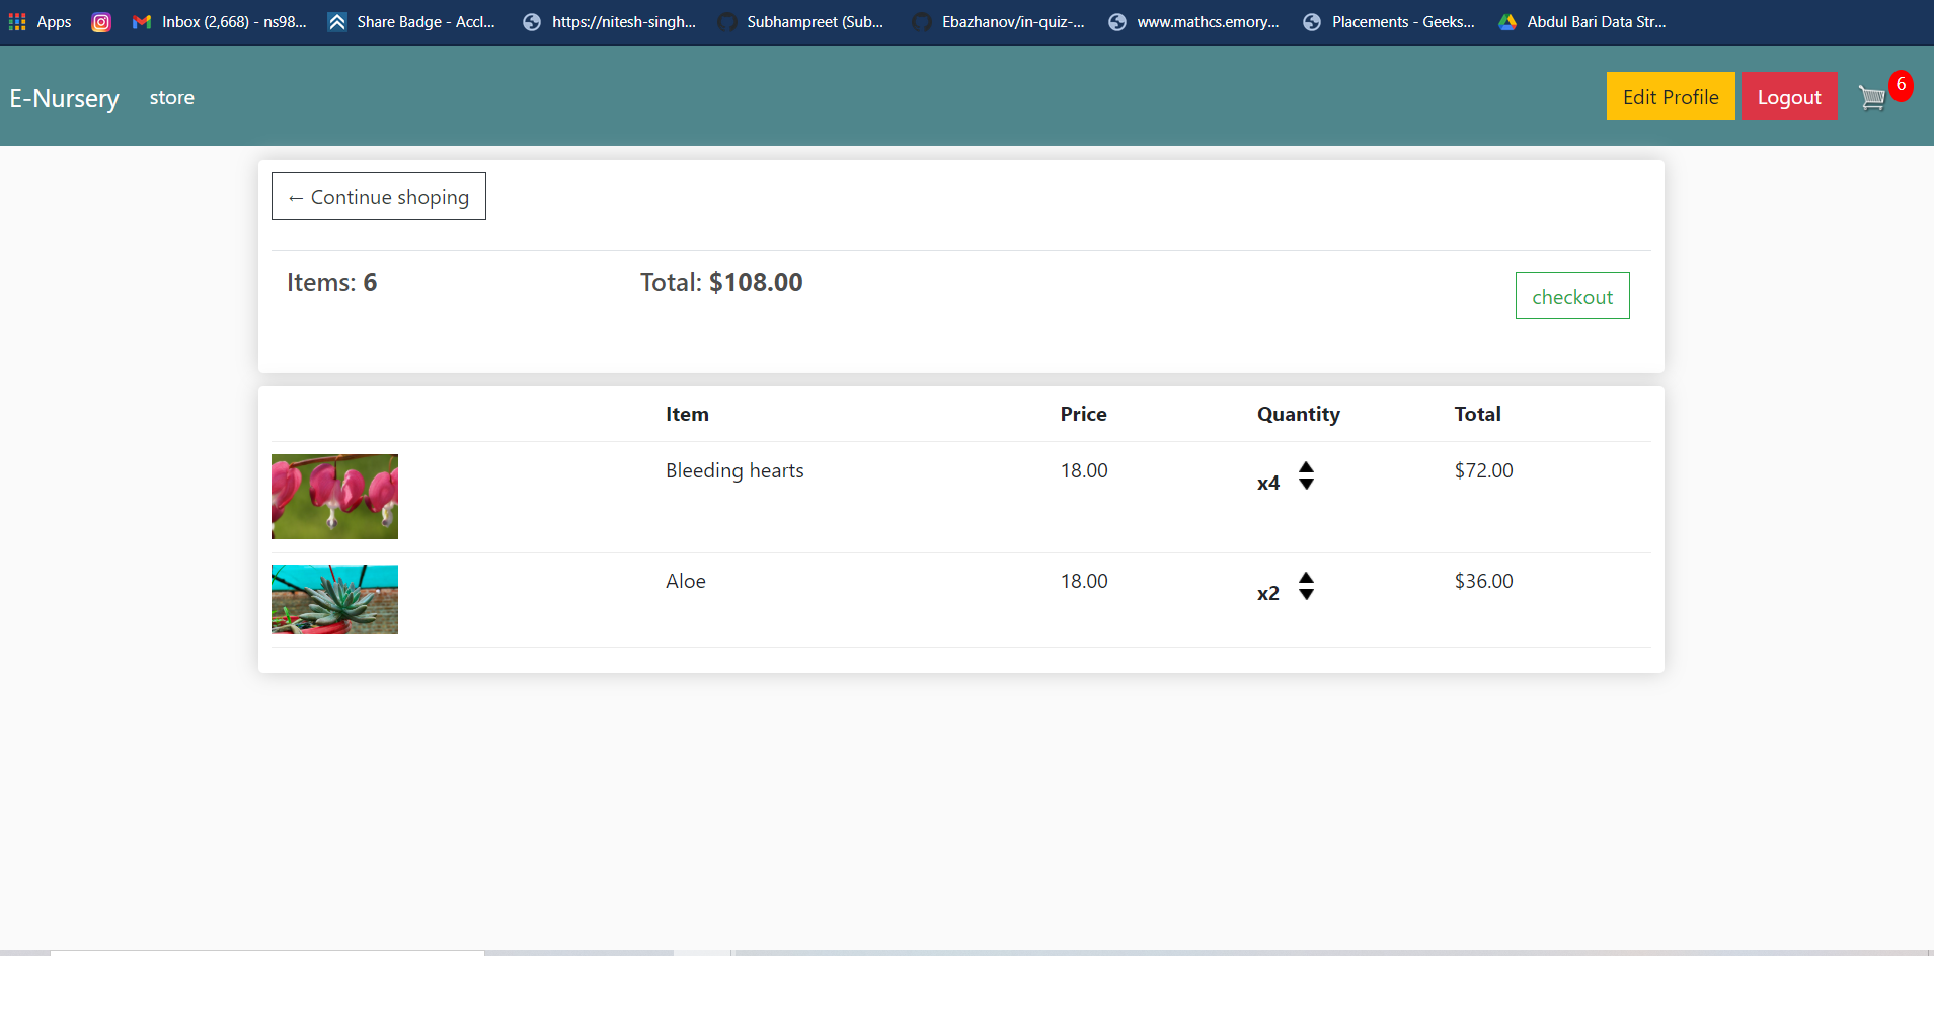 Apps Inbox (2,668) - ns98... Share Badge - Accl... https://nitesh-singh... Subhampreet (Sub... Ebazhanov/in-quiz-... www.mathcs.emory... Placements - Geeks... Abdul Bari Data Str...
E-Nursery store Edit Profile Logout 6
← Continue shoping
Items: 6 Total: $108.00 checkout
Item Price Quantity Total
Bleeding hearts 18.00 x4 $72.00
Aloe 18.00 x2 $36.00